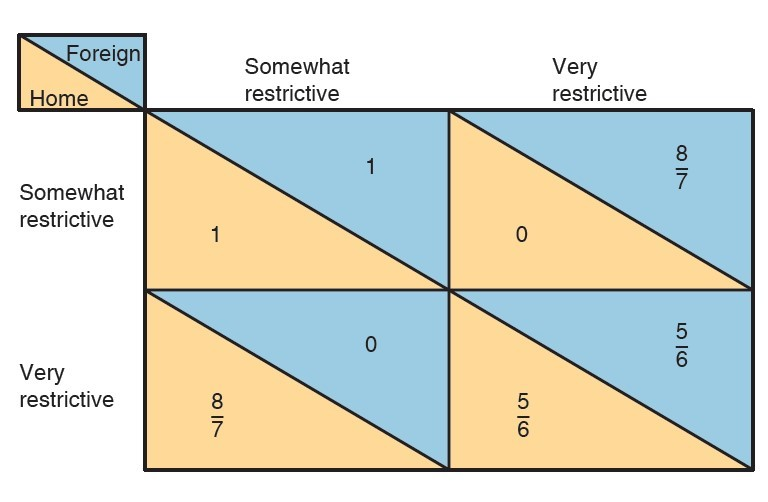 Foreign
Home
Somewhat
restrictive
Very
restrictive
Somewhat
restrictive
1
1
8/7
0
Very
restrictive
0
8/7
5/6
5/6